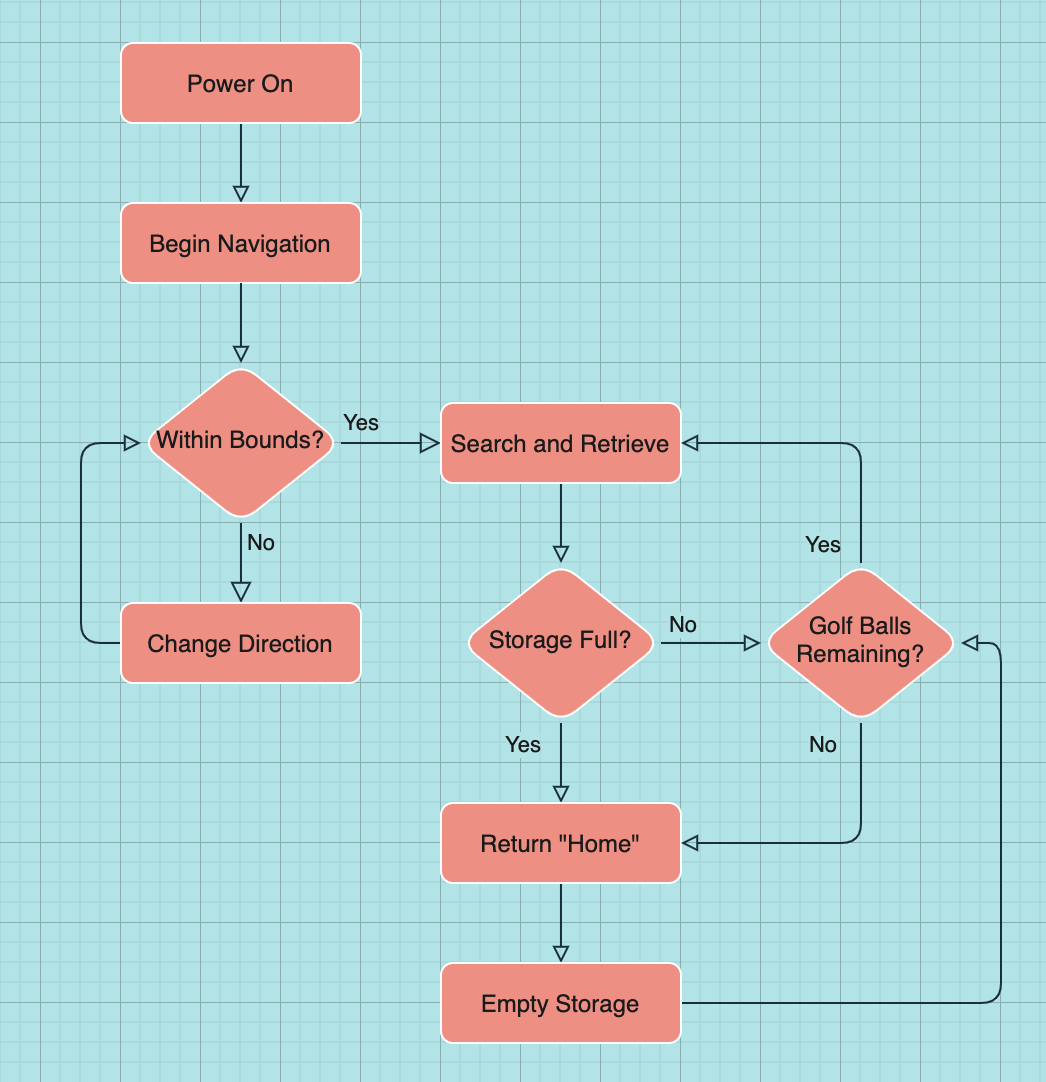 Power On
Begin Navigation
Within Bounds?
Yes
Search and Retrieve
No
Change Direction
Storage Full?
No
Golf Balls
Remaining?
Yes
Yes
No
Return "Home"
Empty Storage